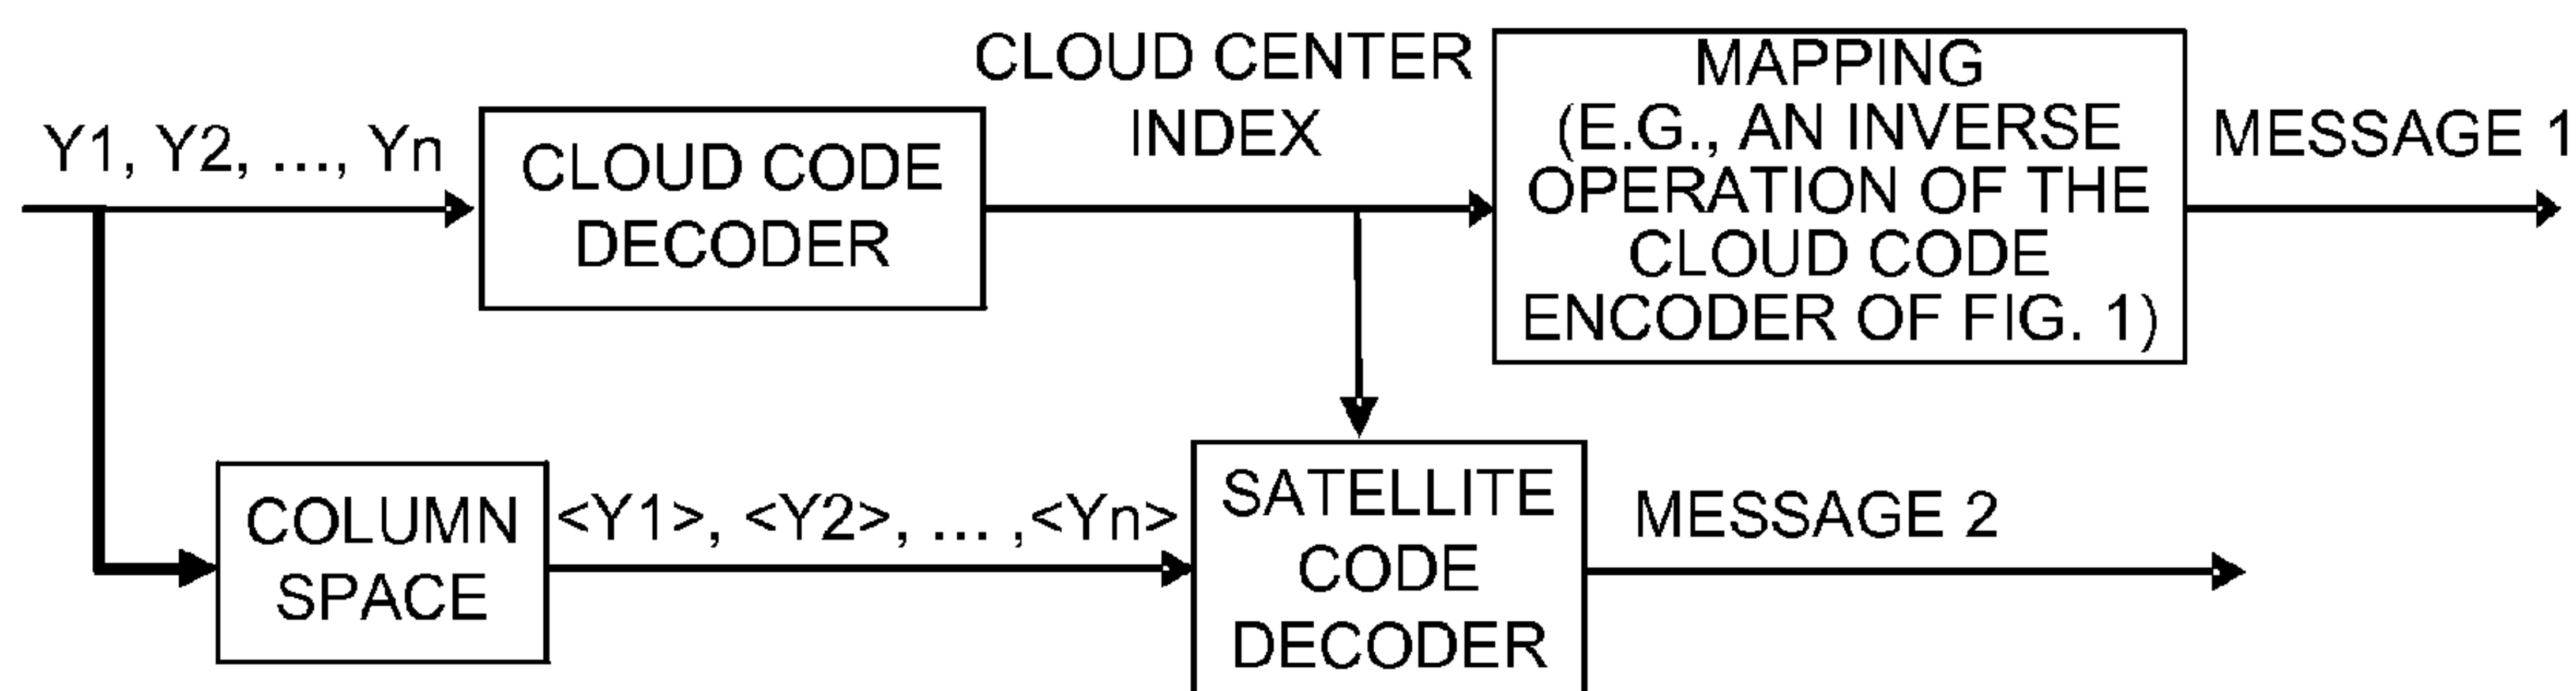 Y1, Y2, ..., Yn
CLOUD CODE
DECODER
CLOUD CENTER
INDEX
MAPPING
(E.G., AN INVERSE
OPERATION OF THE
CLOUD CODE
ENCODER OF FIG. 1)
MESSAGE 1
COLUMN
SPACE
<Y1>, <Y2>, ... ,<Yn>
SATELLITE
CODE
DECODER
MESSAGE 2